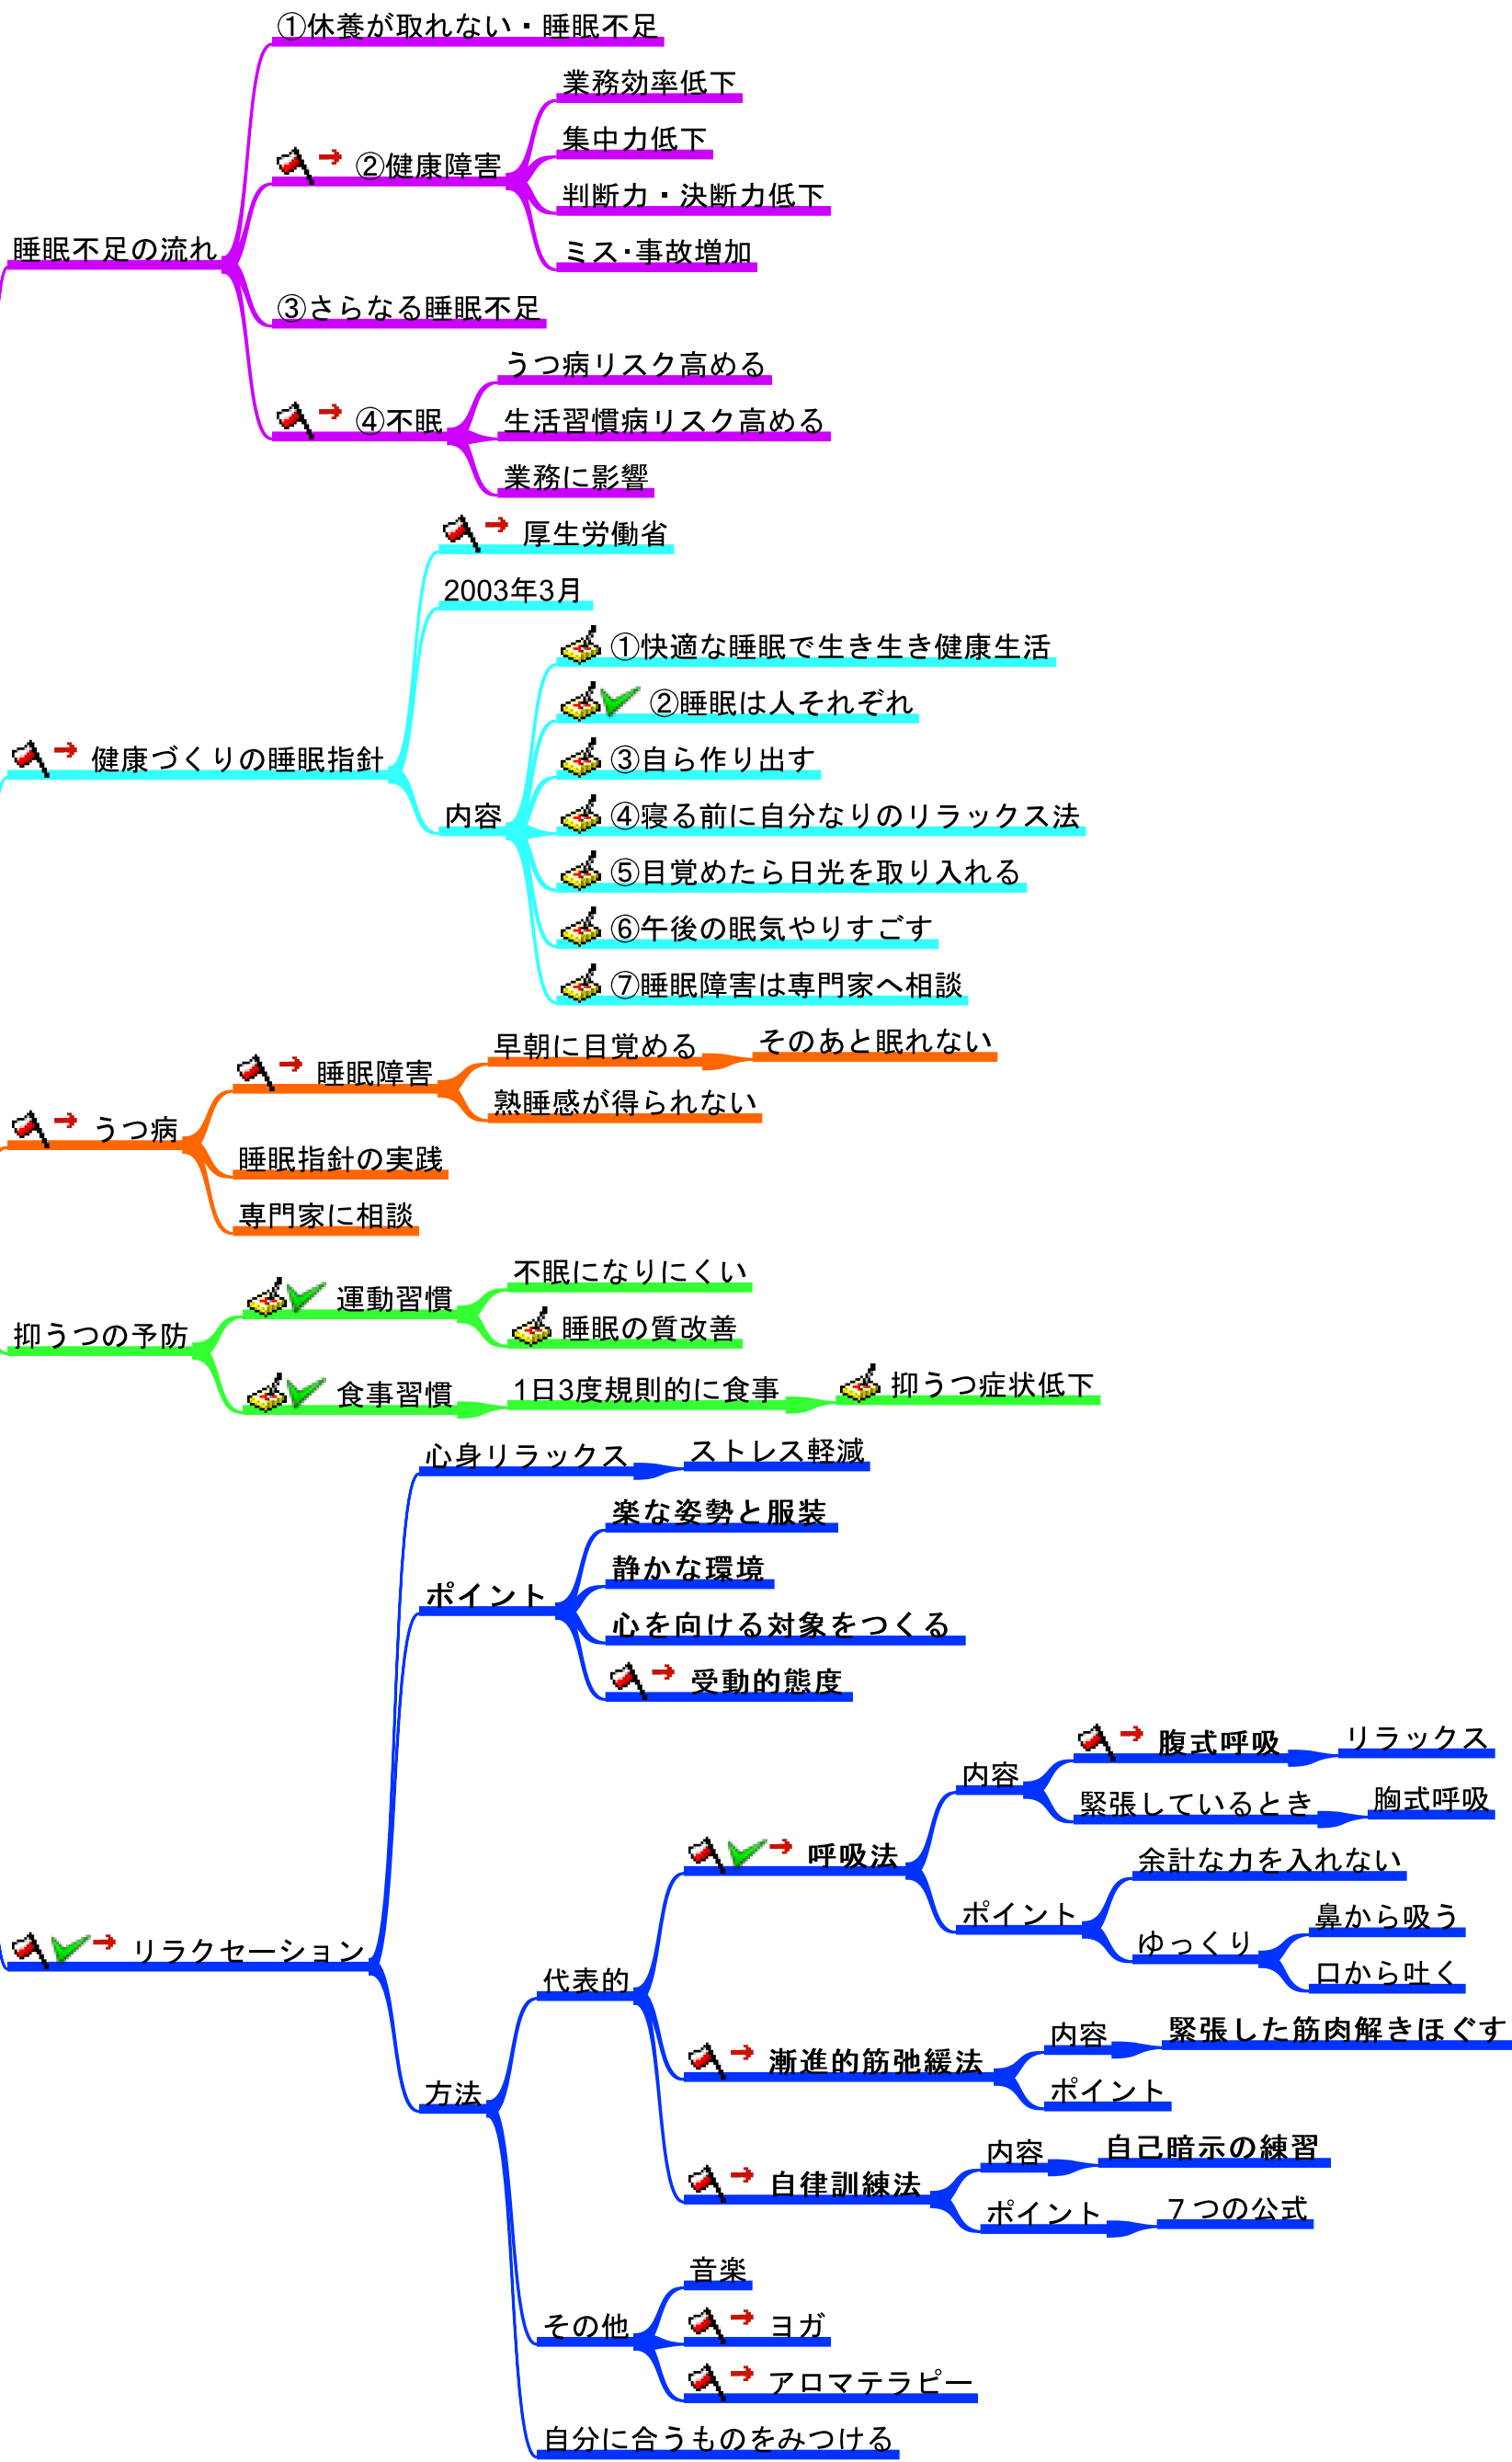 ①休養が取れない・睡眠不足
業務効率低下
集中力低下
②健康障害
判断力・決断力低下
ミス・事故増加
睡眠不足の流れ
③さらなる睡眠不足
うつ病リスク高める
④不眠
生活習慣病リスク高める
業務に影響
厚生労働省
2003年3月
①快適な睡眠で生き生き健康生活
②睡眠は人それぞれ
健康づくりの睡眠指針
③自ら作り出す
内容
④寝る前に自分なりのリラックス法
⑤目覚めたら日光を取り入れる
⑥午後の眠気やりすごす
⑦睡眠障害は専門家へ相談
睡眠障害
早朝に目覚める
そのあと眠れない
熟睡感が得られない
うつ病
睡眠指針の実践
専門家に相談
運動習慣
不眠になりにくい
睡眠の質改善
抑うつの予防
食事習慣
1日3度規則的に食事
抑うつ症状低下
心身リラックス
ストレス軽減
楽な姿勢と服装
静かな環境
ポイント
心を向ける対象をつくる
受動的態度
内容
腹式呼吸
リラックス
緊張しているとき
胸式呼吸
呼吸法
余計な力を入れない
ポイント
ゆっくり
鼻から吸う
口から吐く
リラクセーション
代表的
内容
緊張した筋肉解きほぐす
漸進的筋弛緩法
ポイント
方法
内容
自己暗示の練習
自律訓練法
ポイント
7つの公式
音楽
その他
ヨガ
アロマテラピー
自分に合うものをみつける